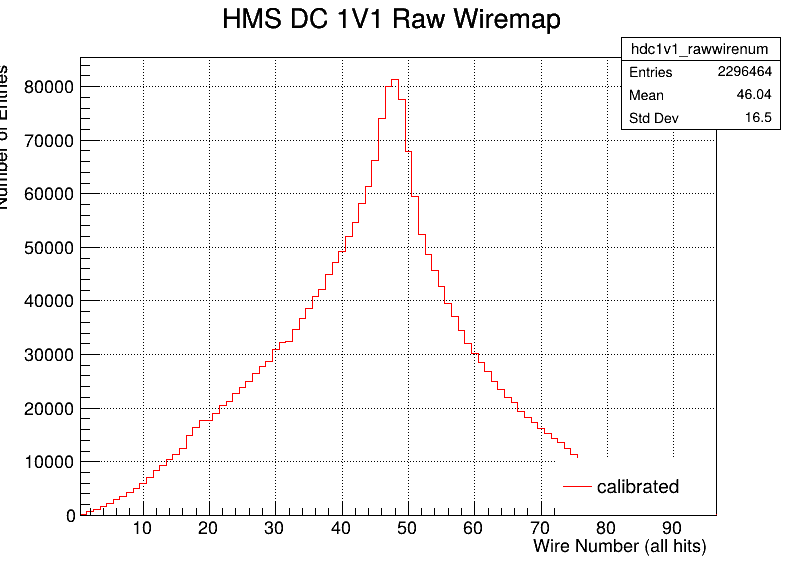 HMS DC 1V1 Raw Wiremap
hdc1v1_rawwirenum
Entries 2296464
Mean 46.04
Std Dev 16.5
Number of Entries
80000
70000
60000
50000
40000
30000
20000
10000
0
calibrated
10 20 30 40 50 60 70 80 90
Wire Number (all hits)